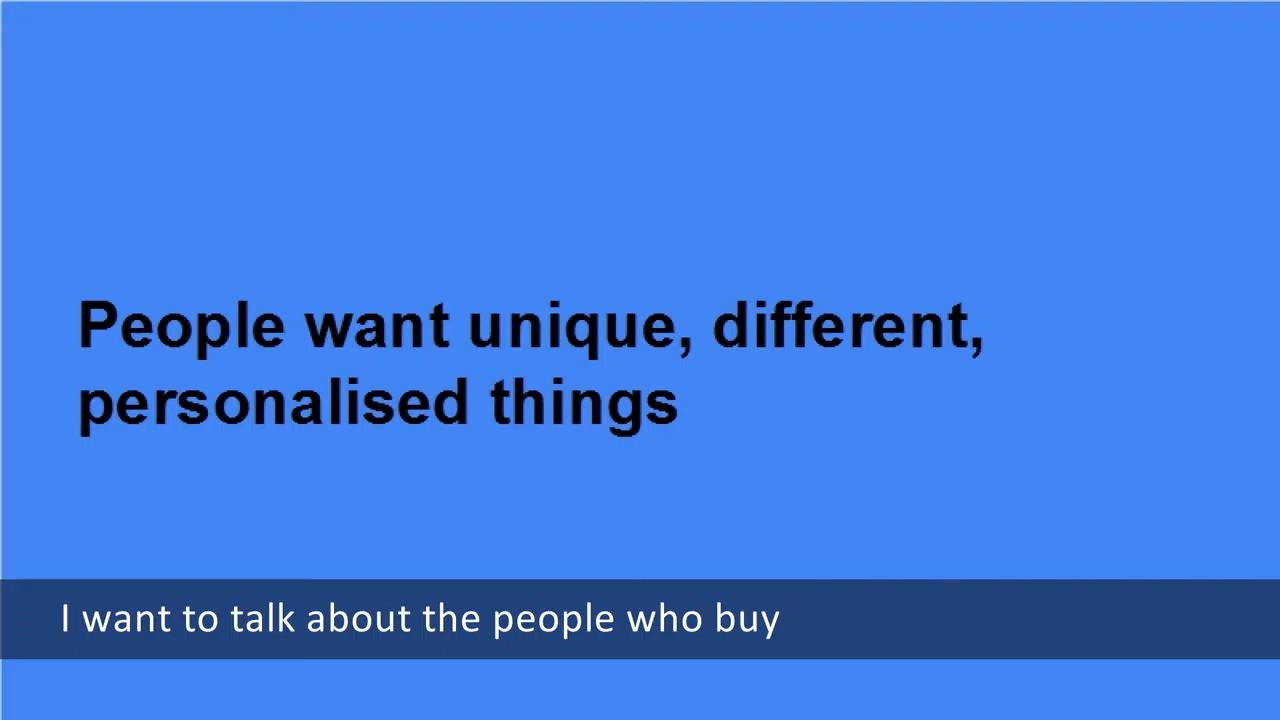 People want unique, different,
personalised things
I want to talk about the people who buy